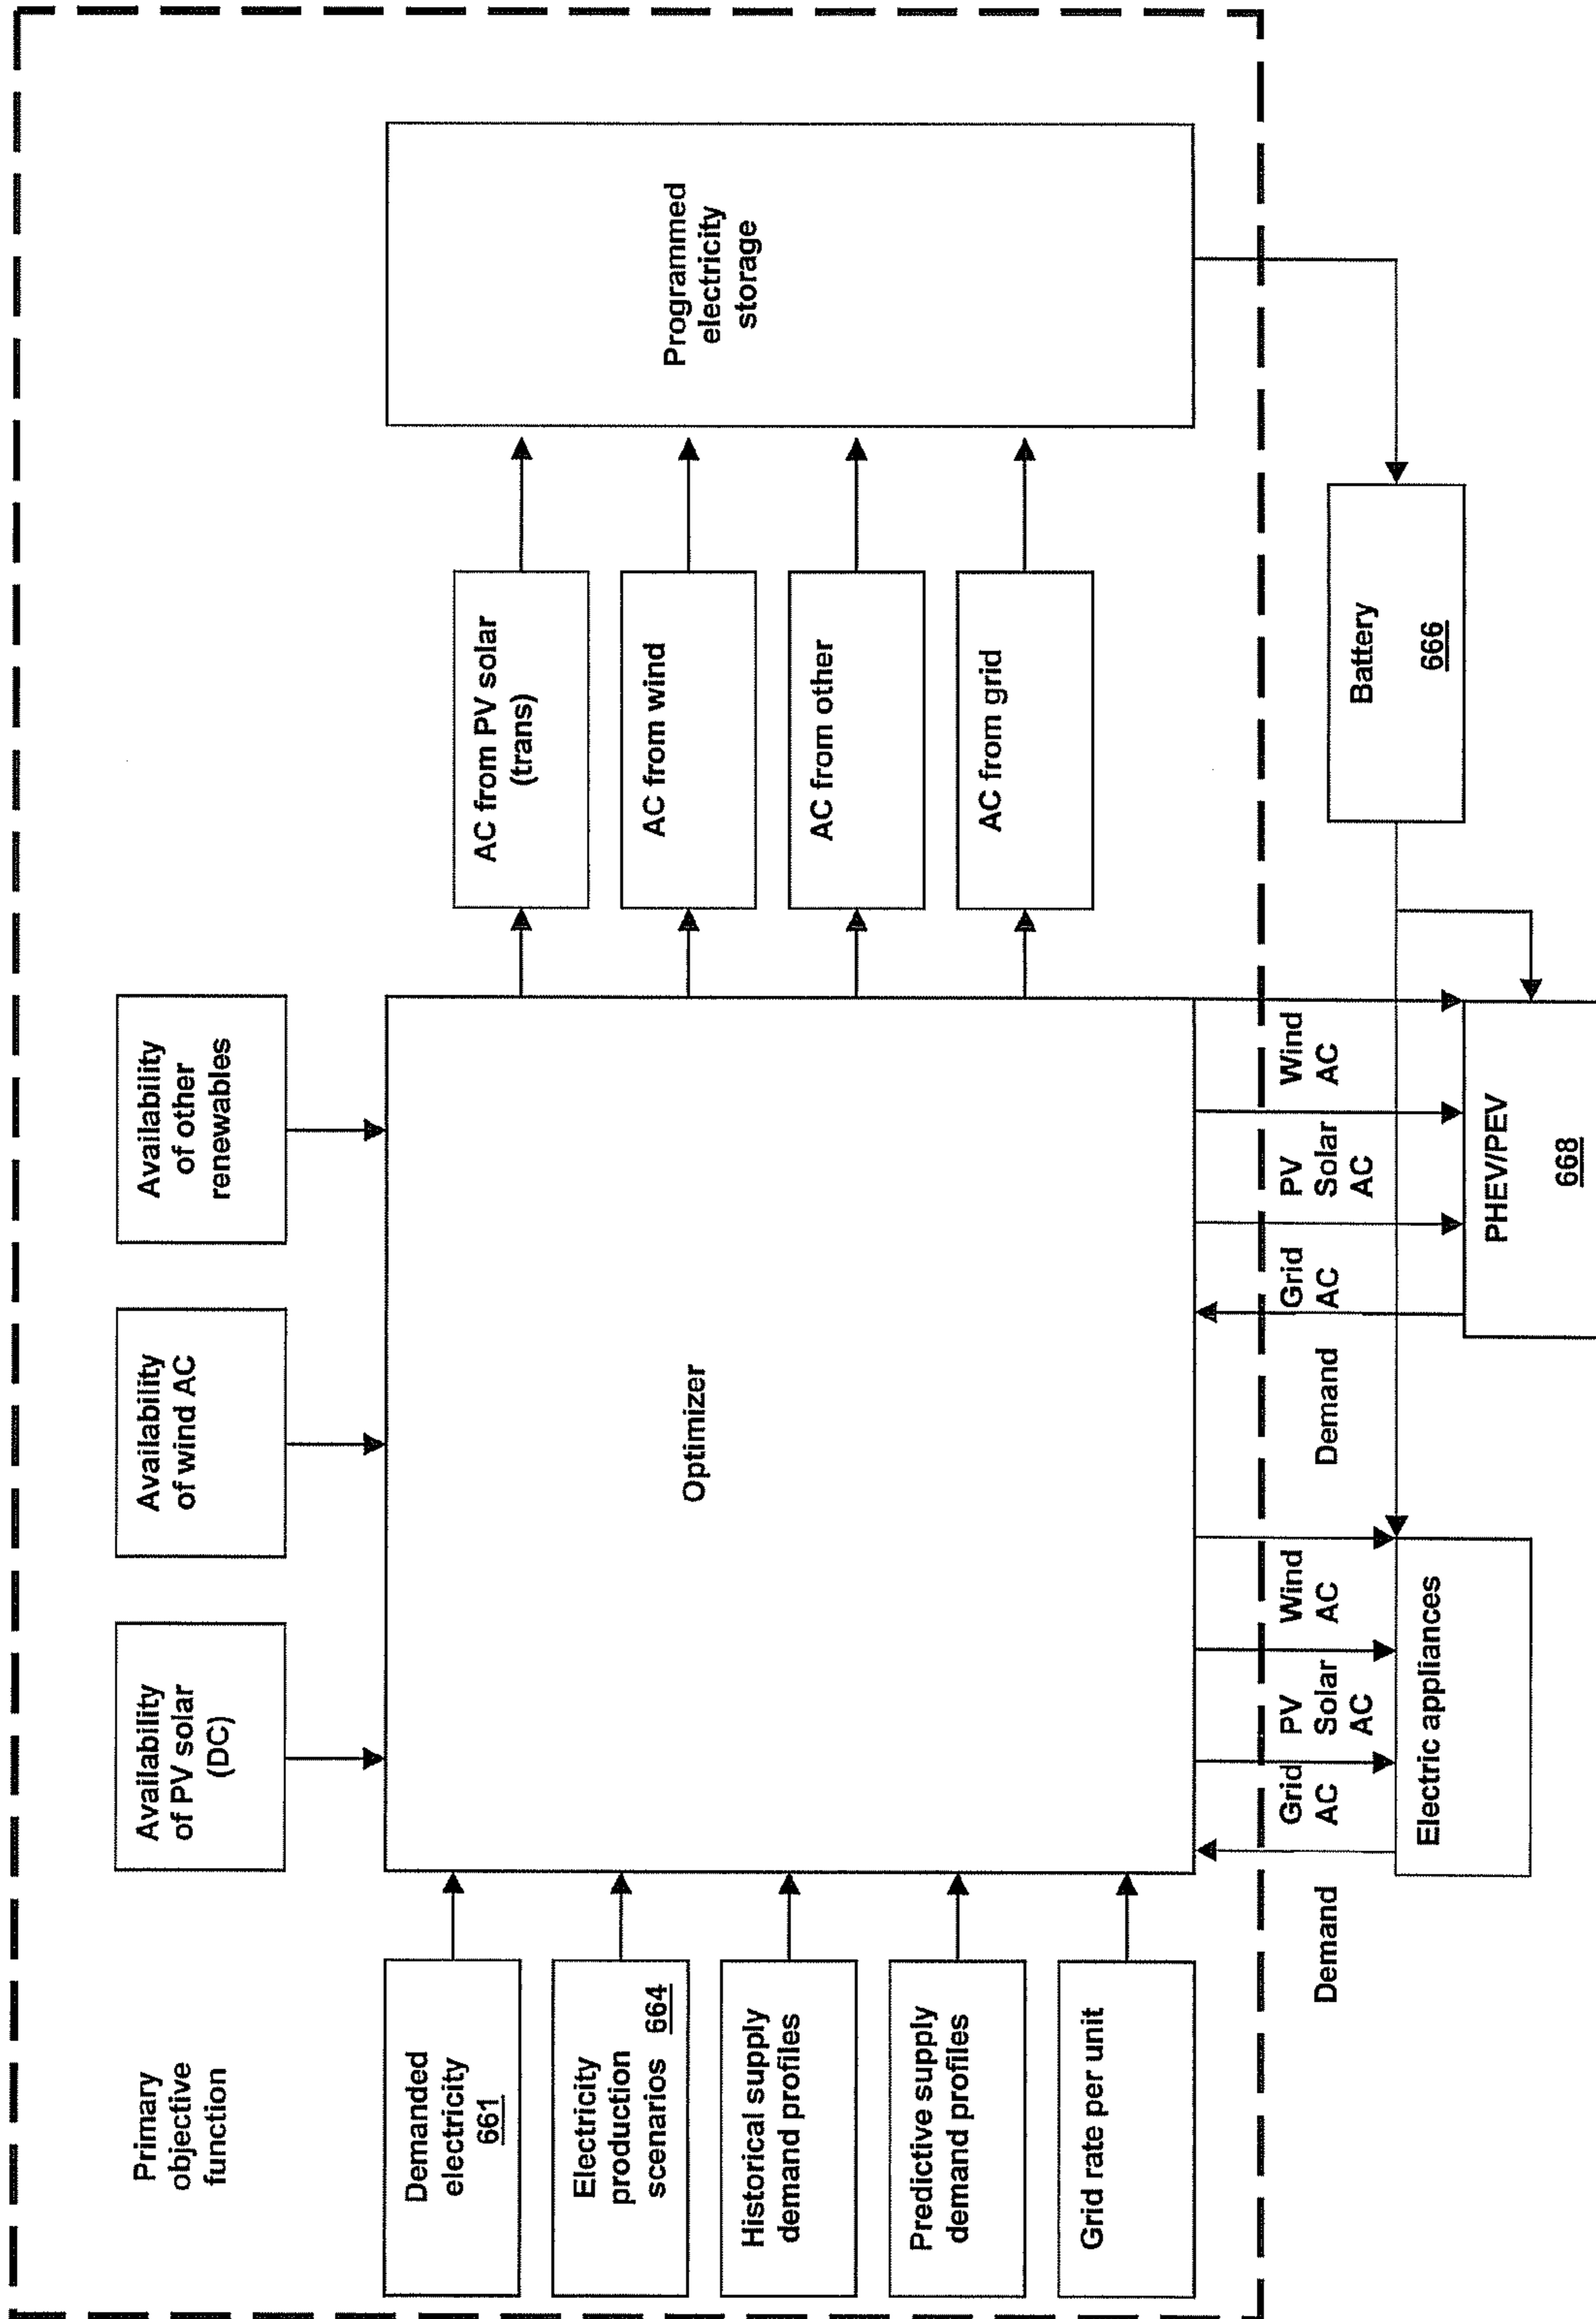 Primary
objective
function
Availability
of PV solar
(DC)
Availability
of wind AC
Availability
of other
renewables
Demanded
electricity
661
Electricity
production
scenarios 664
Historical supply
demand profiles
Predictive supply
demand profiles
Grid rate per unit
Optimizer
AC from PV solar
(trans)
AC from wind
AC from other
AC from grid
Programmed
electricity
storage
Demand
Grid
AC
PV
Solar
AC
Wind
AC
Demand
Grid
AC
PV
Solar
AC
Wind
AC
Electric appliances
PHEV/PEV
668
Battery
666